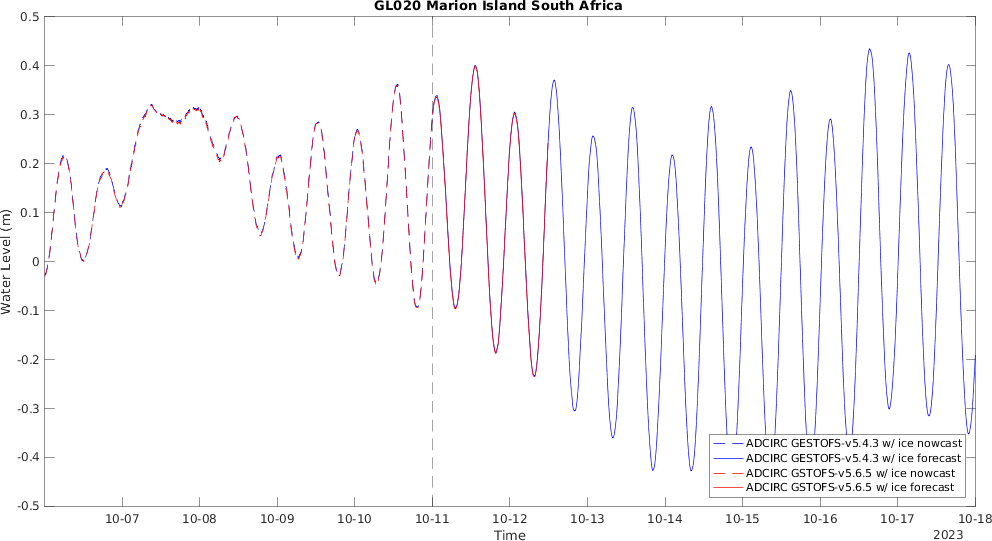 GL020 Marion Island South Africa
Water Level (m)
0.5
0.4
0.3
0.2
0.1
0
-0.1
-0.2
-0.3
-0.4
-0.5
ADCIRC GESTOFS-v5.4.3 w/ ice nowcast
ADCIRC GESTOFS-v5.4.3 w/ ice forecast
ADCIRC GSTOFS-v5.6.5 w/ ice nowcast
ADCIRC GSTOFS-v5.6.5 w/ ice forecast
10-07 10-08 10-09 10-10 10-11 10-12 10-13 10-14 10-15 10-16 10-17 10-18
Time
2023